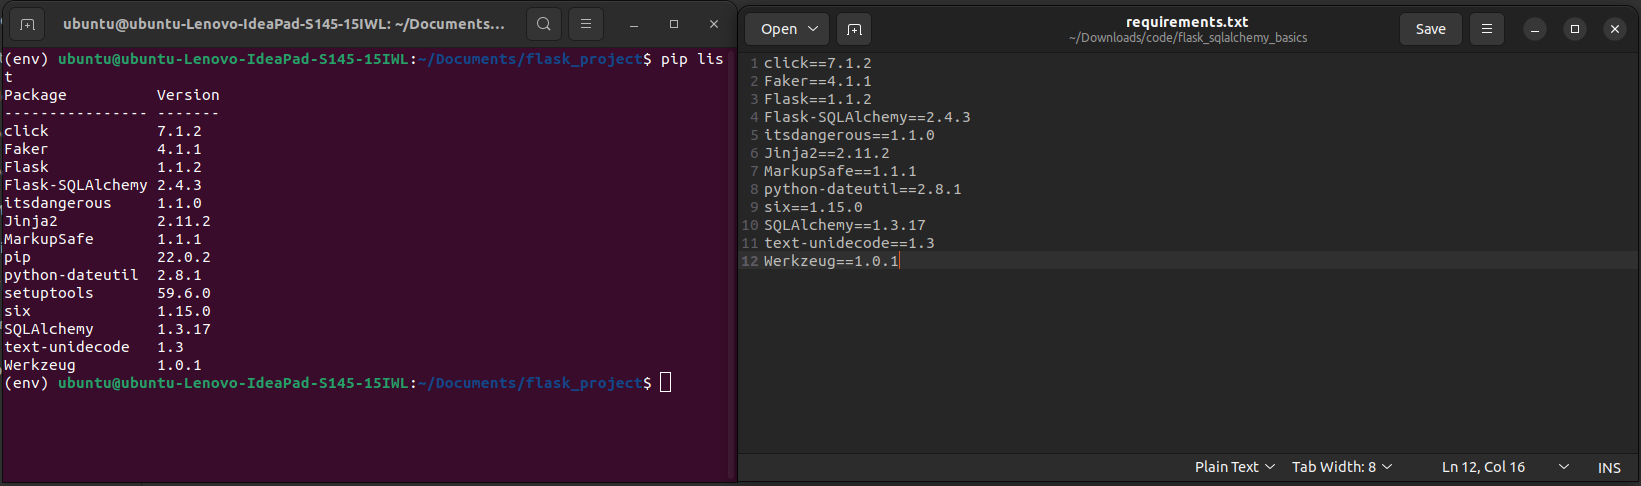 ubuntu@ubuntu-Lenovo-IdeaPad-S145-15IWL: ~/Documents...
(env) ubuntu@ubuntu-Lenovo-IdeaPad-S145-15IWL:~/Documents/flask_project$ pip lis
t
Package          Version
---------------- -------
click            7.1.2
Faker            4.1.1
Flask            1.1.2
Flask-SQLAlchemy 2.4.3
itsdangerous     1.1.0
Jinja2           2.11.2
MarkupSafe       1.1.1
pip              22.0.2
python-dateutil  2.8.1
setuptools       59.6.0
six              1.15.0
SQLAlchemy       1.3.17
text-unidecode   1.3
Werkzeug         1.0.1
(env) ubuntu@ubuntu-Lenovo-IdeaPad-S145-15IWL:~/Documents/flask_project$
Open
requirements.txt
~/Downloads/code/flask_sqlalchemy_basics
Save
1 click==7.1.2
2 Faker==4.1.1
3 Flask==1.1.2
4 Flask-SQLAlchemy==2.4.3
5 itsdangerous==1.1.0
6 Jinja2==2.11.2
7 MarkupSafe==1.1.1
8 python-dateutil==2.8.1
9 six==1.15.0
10 SQLAlchemy==1.3.17
11 text-unidecode==1.3
12 Werkzeug==1.0.1
Plain Text Tab Width: 8 Ln 12, Col 16 INS